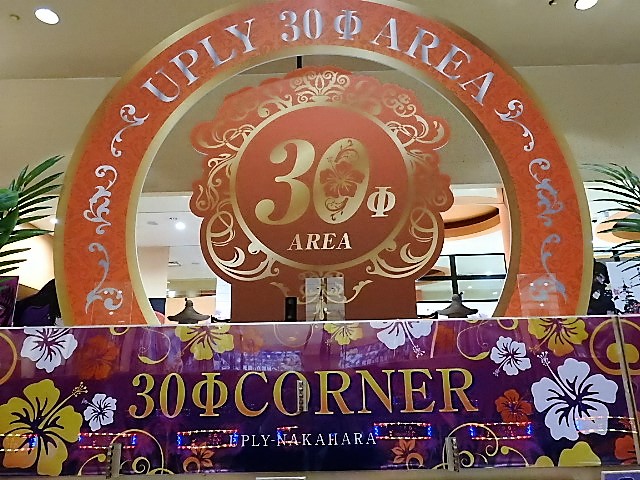 UPLY 30Φ AREA
30Φ
AREA
30ΦCORNER
UPLY-NAKAHARA